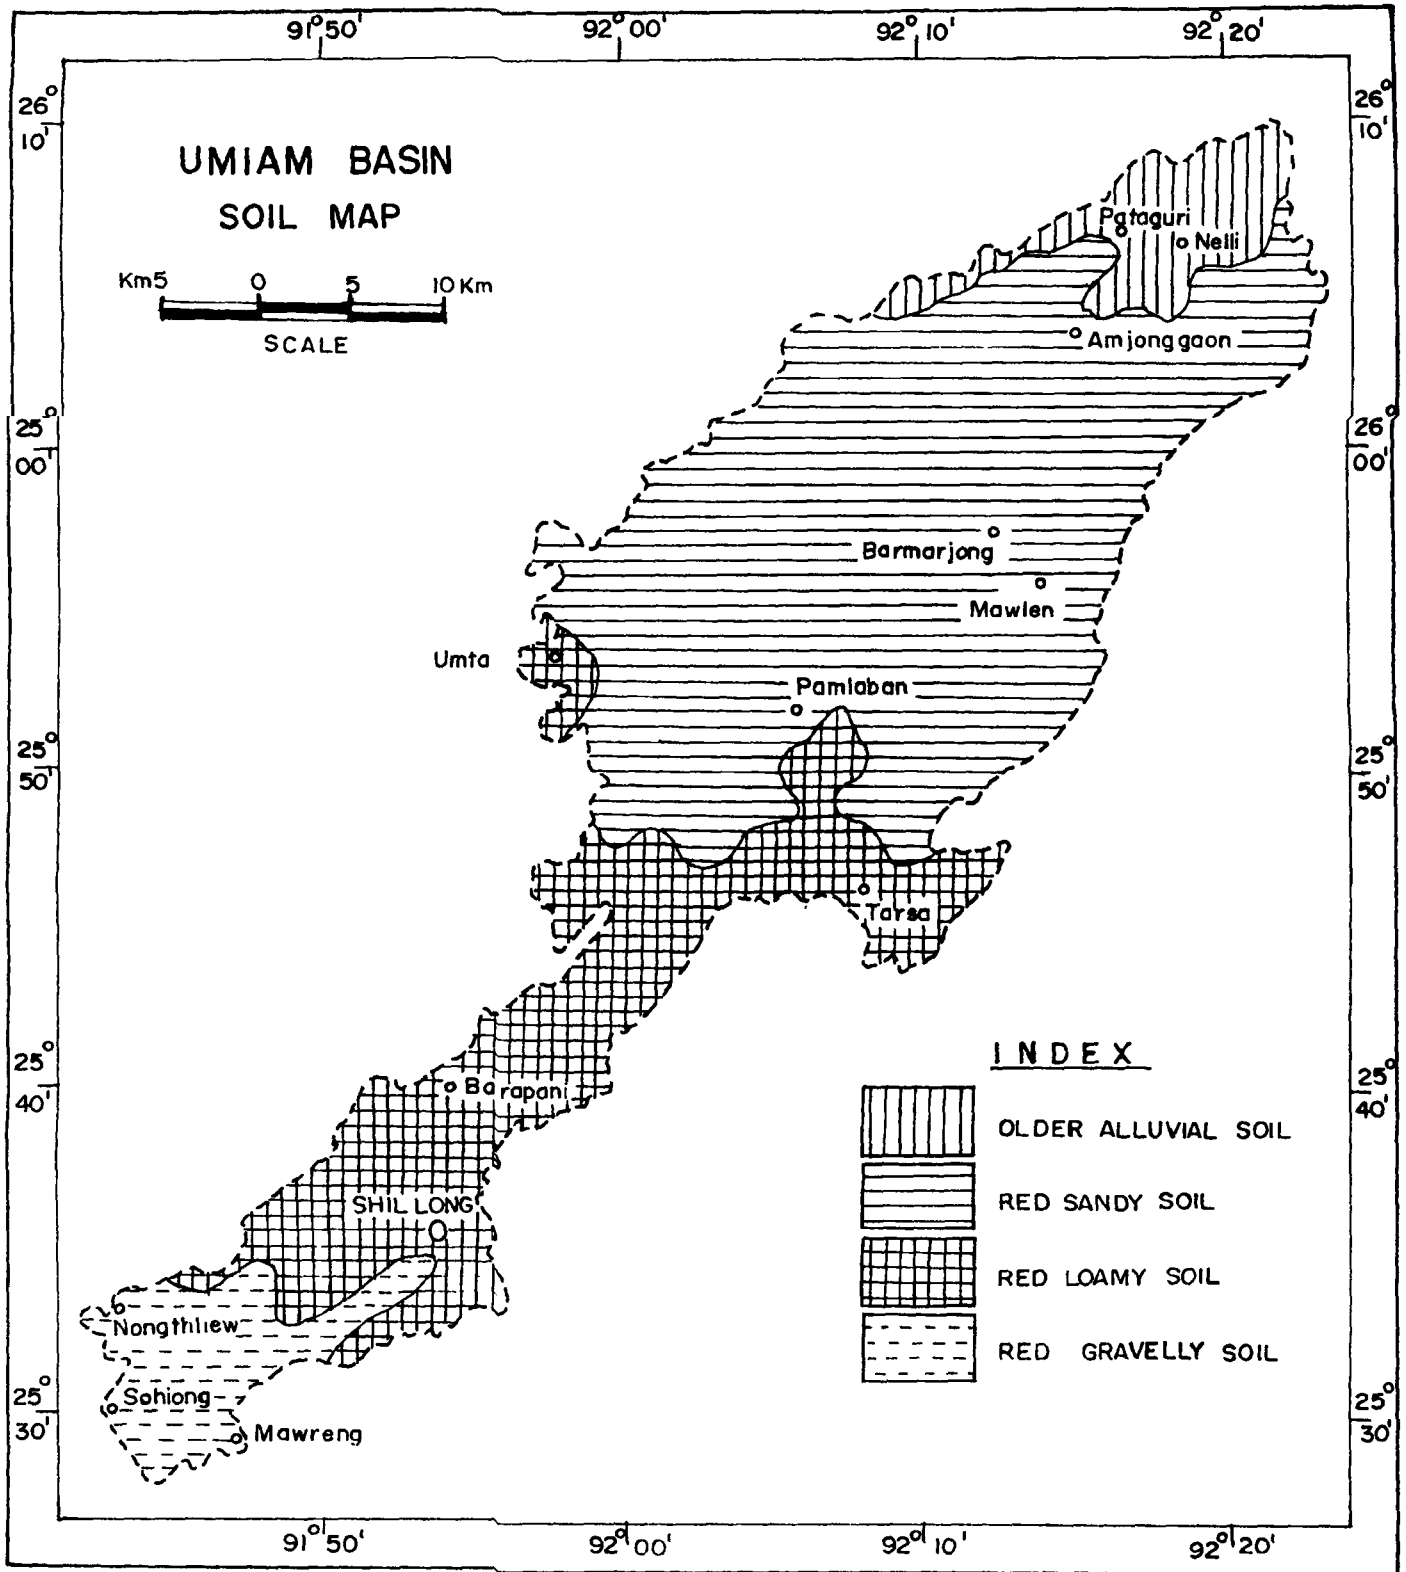 91°50' 92°00' 92°10' 92°20'
26° 10'
26° 10'
UMIAM BASIN
SOIL MAP
Km5 0 5 10 Km
SCALE
Pataguri
Nelli
Amjonggaon
25° 00'
26° 00'
Barmarjong
Mawlen
Umta
Pamlaban
25° 50'
25° 50'
Tarsa
INDEX
25° 40'
25° 40'
Barapani
OLDER ALLUVIAL SOIL
SHILLONG
RED SANDY SOIL
RED LOAMY SOIL
Nongthliew
RED GRAVELLY SOIL
Sohiong
25° 30'
25° 30'
Mawreng
91°50' 92°00' 92°10' 92°20'